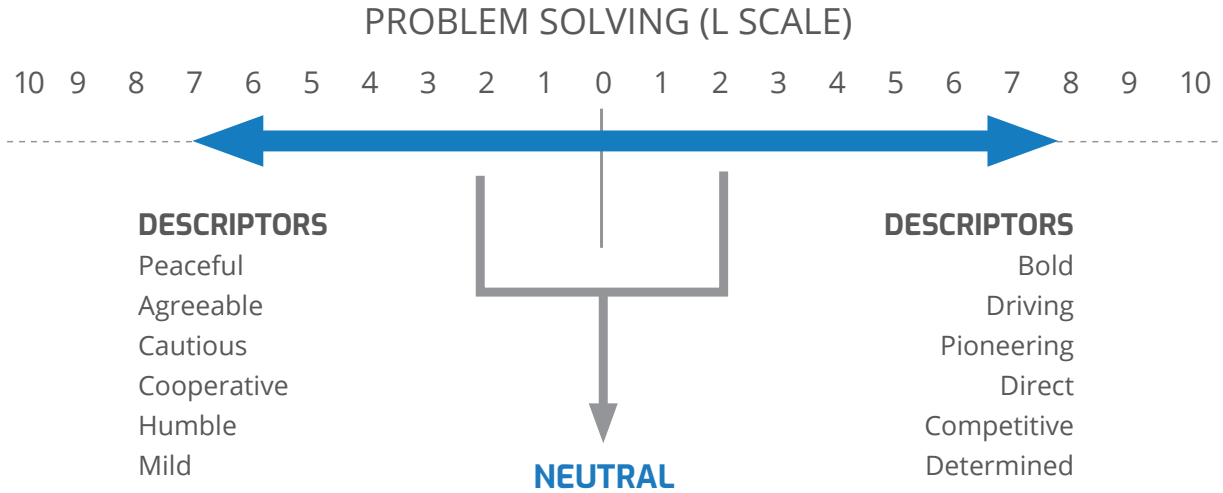 PROBLEM SOLVING (L SCALE)
10 9 8 7 6 5 4 3 2 1 0 1 2 3 4 5 6 7 8 9 10
DESCRIPTORS
Peaceful
Agreeable
Cautious
Cooperative
Humble
Mild
DESCRIPTORS
Bold
Driving
Pioneering
Direct
Competitive
Determined
NEUTRAL